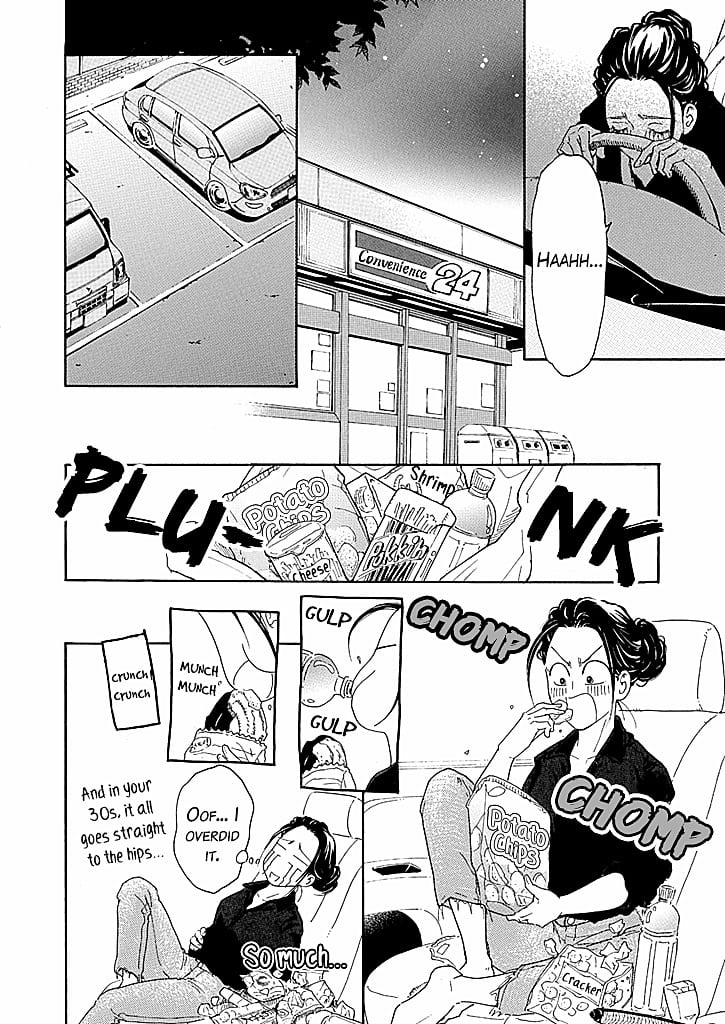 HAAHH...
Convenience 24
PLU-
NK
Potato
Chips
Cheese
Shrimp
CHOMP
CHOMP
Potato
Chips
Cracker
GULP
GULP
MUNCH
MUNCH
crunch
crunch
OOF... I
OVERDID
IT.
And in your
30s, it all
goes straight
to the hips...
So much...